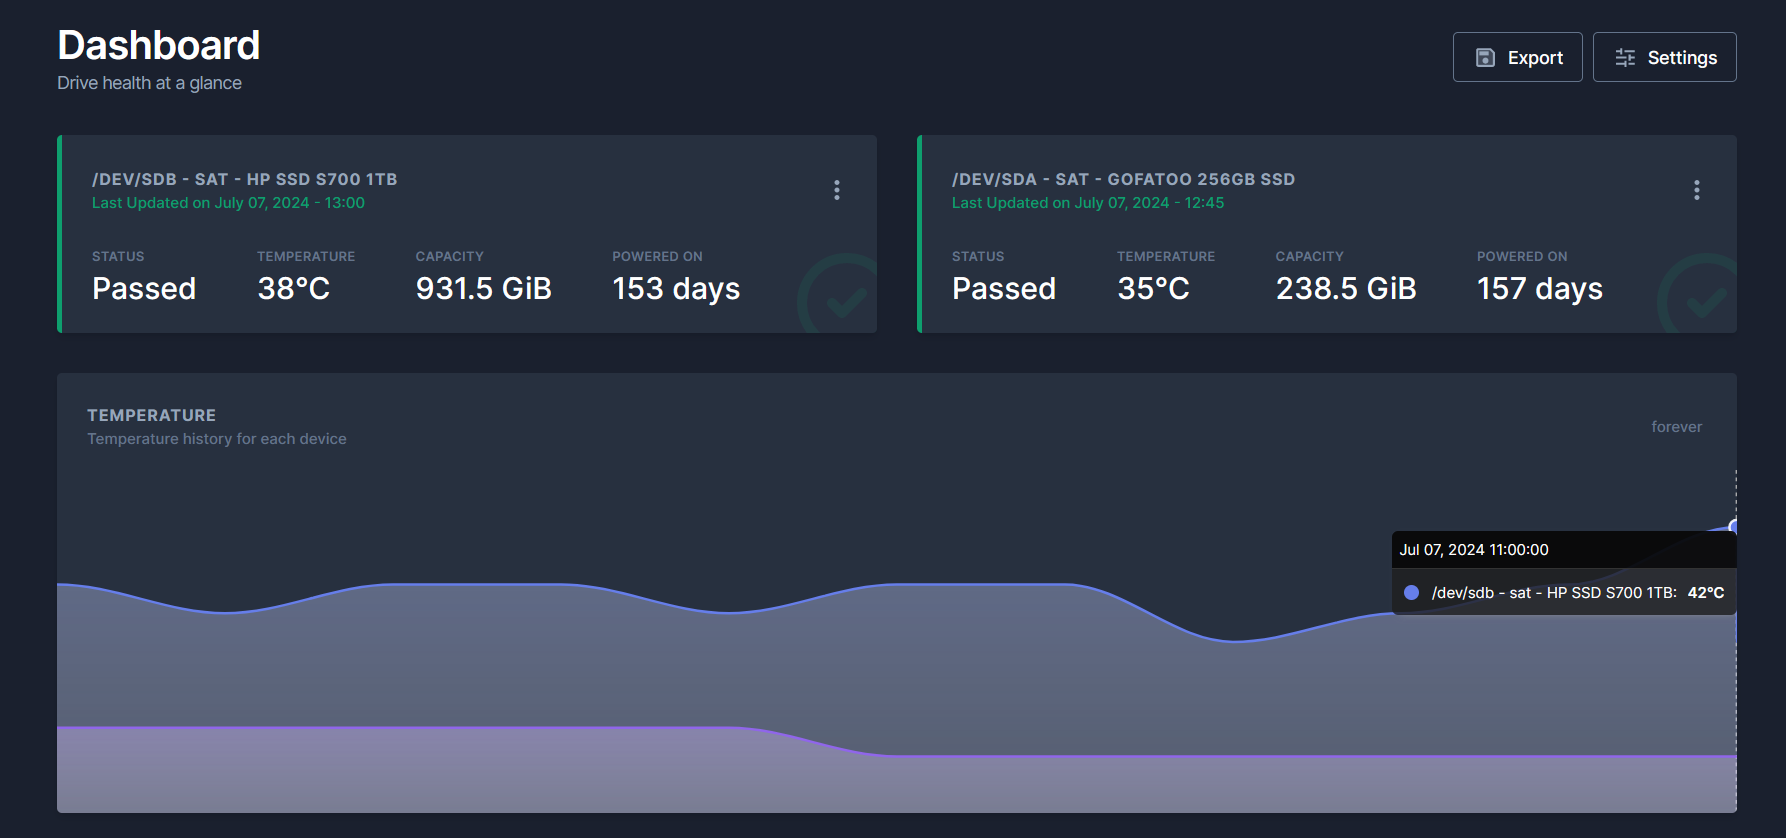 Dashboard
Drive health at a glance
Export
Settings
/DEV/SDB - SAT - HP SSD S700 1TB
Last Updated on July 07, 2024 - 13:00
STATUS TEMPERATURE CAPACITY POWERED ON
Passed 38°C 931.5 GiB 153 days
/DEV/SDA - SAT - GOFATOO 256GB SSD
Last Updated on July 07, 2024 - 12:45
STATUS TEMPERATURE CAPACITY POWERED ON
Passed 35°C 238.5 GiB 157 days
TEMPERATURE
Temperature history for each device
forever
Jul 07, 2024 11:00:00
/dev/sdb - sat - HP SSD S700 1TB: 42°C